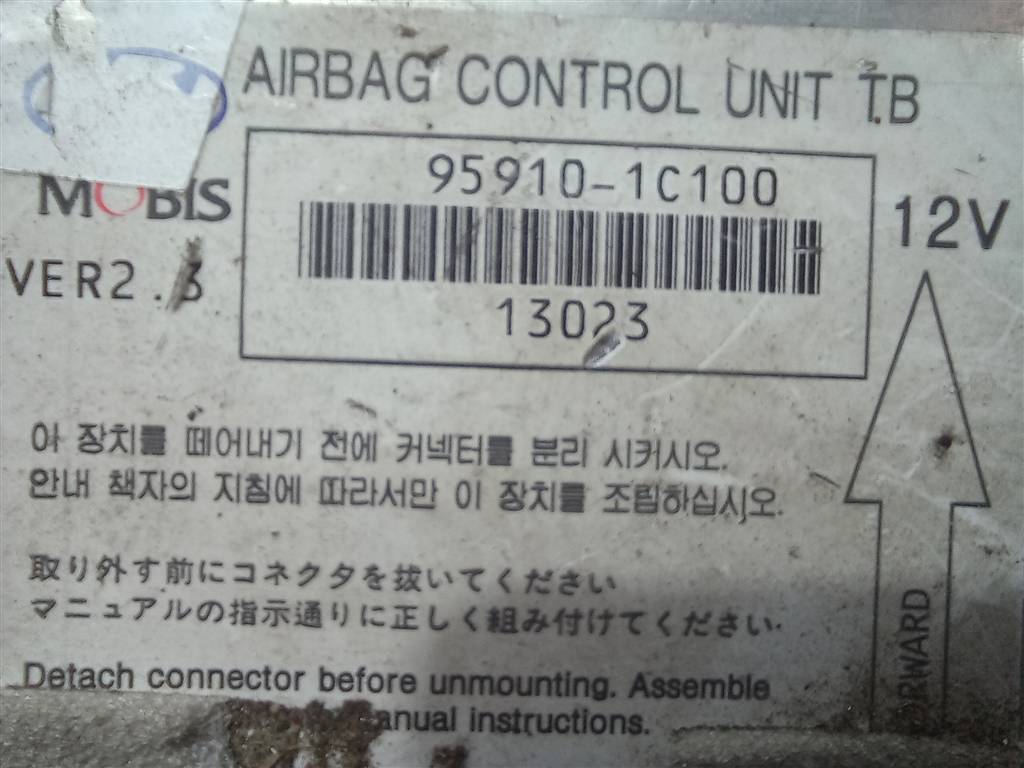 AIRBAG CONTROL UNIT T.B
95910-1C100
MOBIS
12V
VER2.3
13023
이 장치를 떼어내기 전에 커넥터를 분리 시키시오.
안내 책자의 지침에 따라서만 이 장치를 조립하십시오.
取り外す前にコネクタを抜いてください
マニュアルの指示通りに正しく組み付けてください.
FORWARD
Detach connector before unmounting. Assemble
anual instructions.